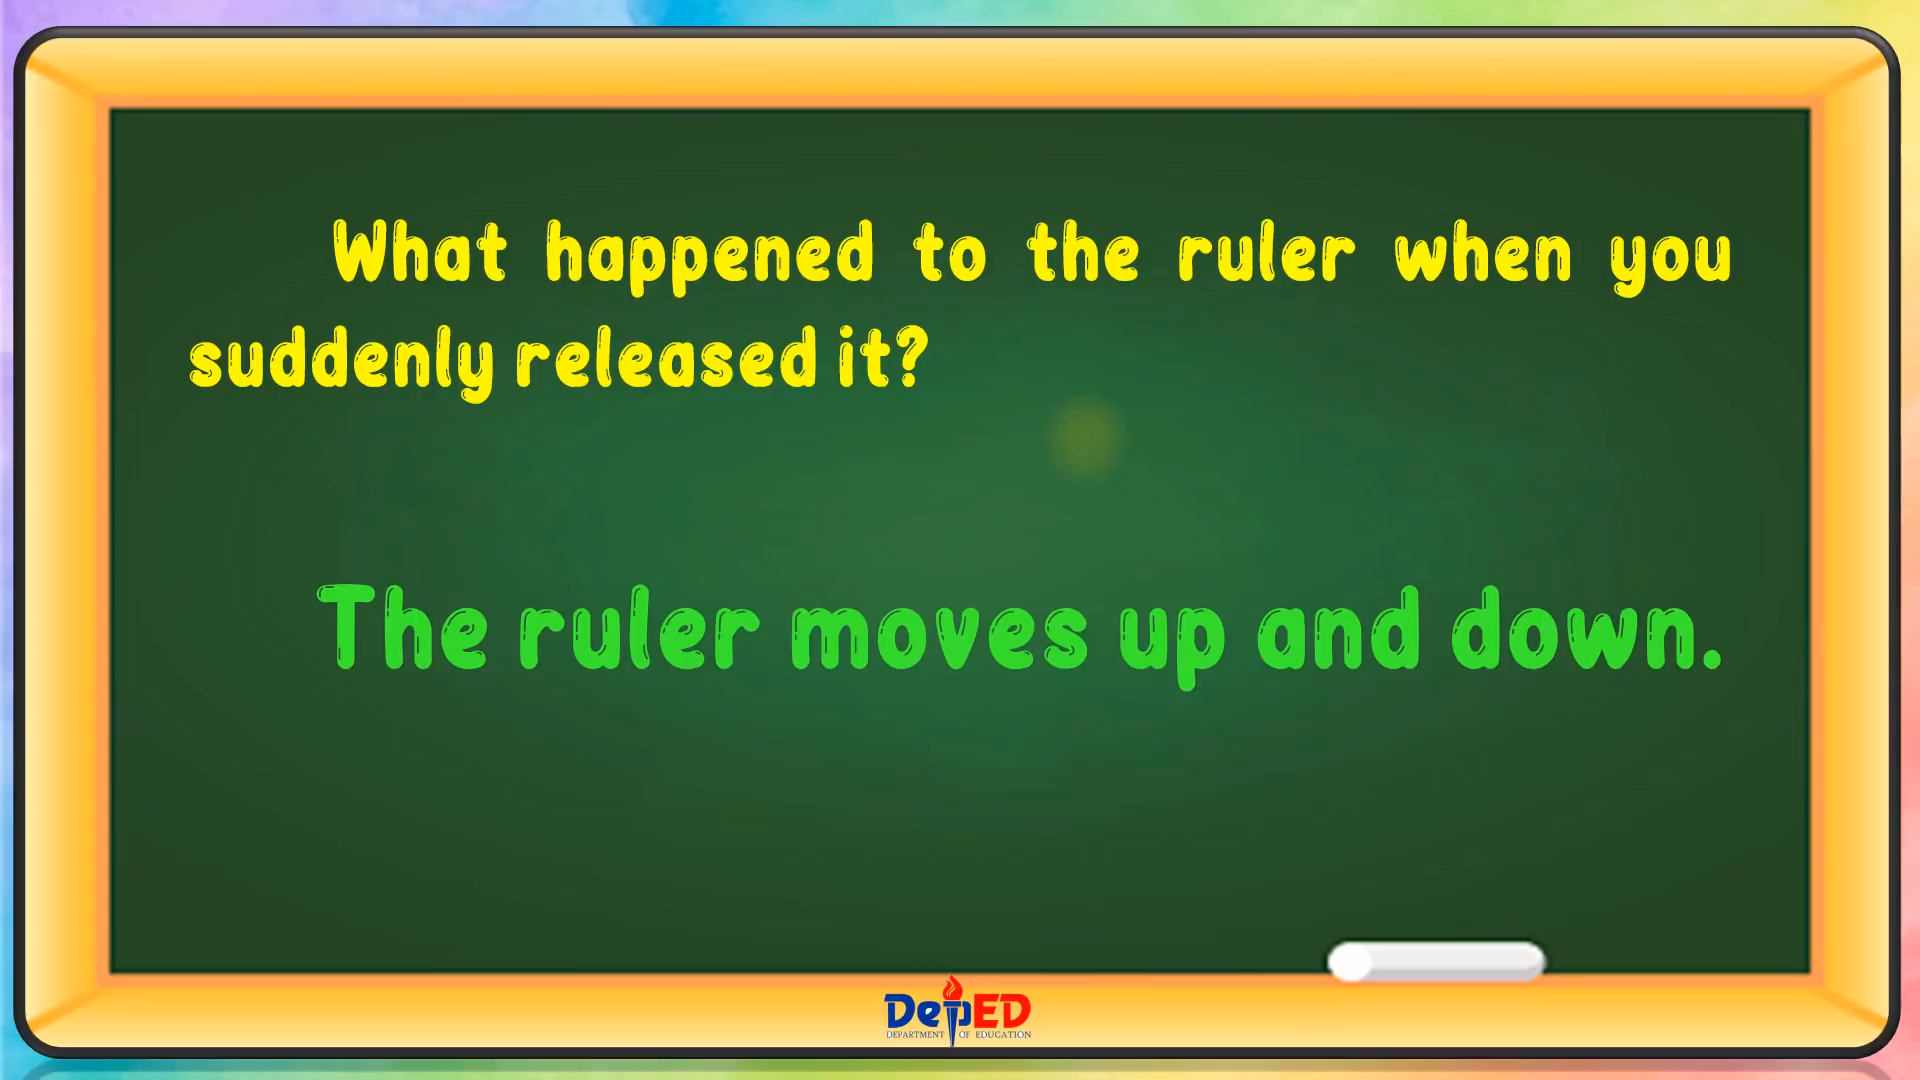 What happened to the ruler when you
suddenly released it?
The ruler moves up and down.
DepED
DEPARTMENT OF EDUCATION